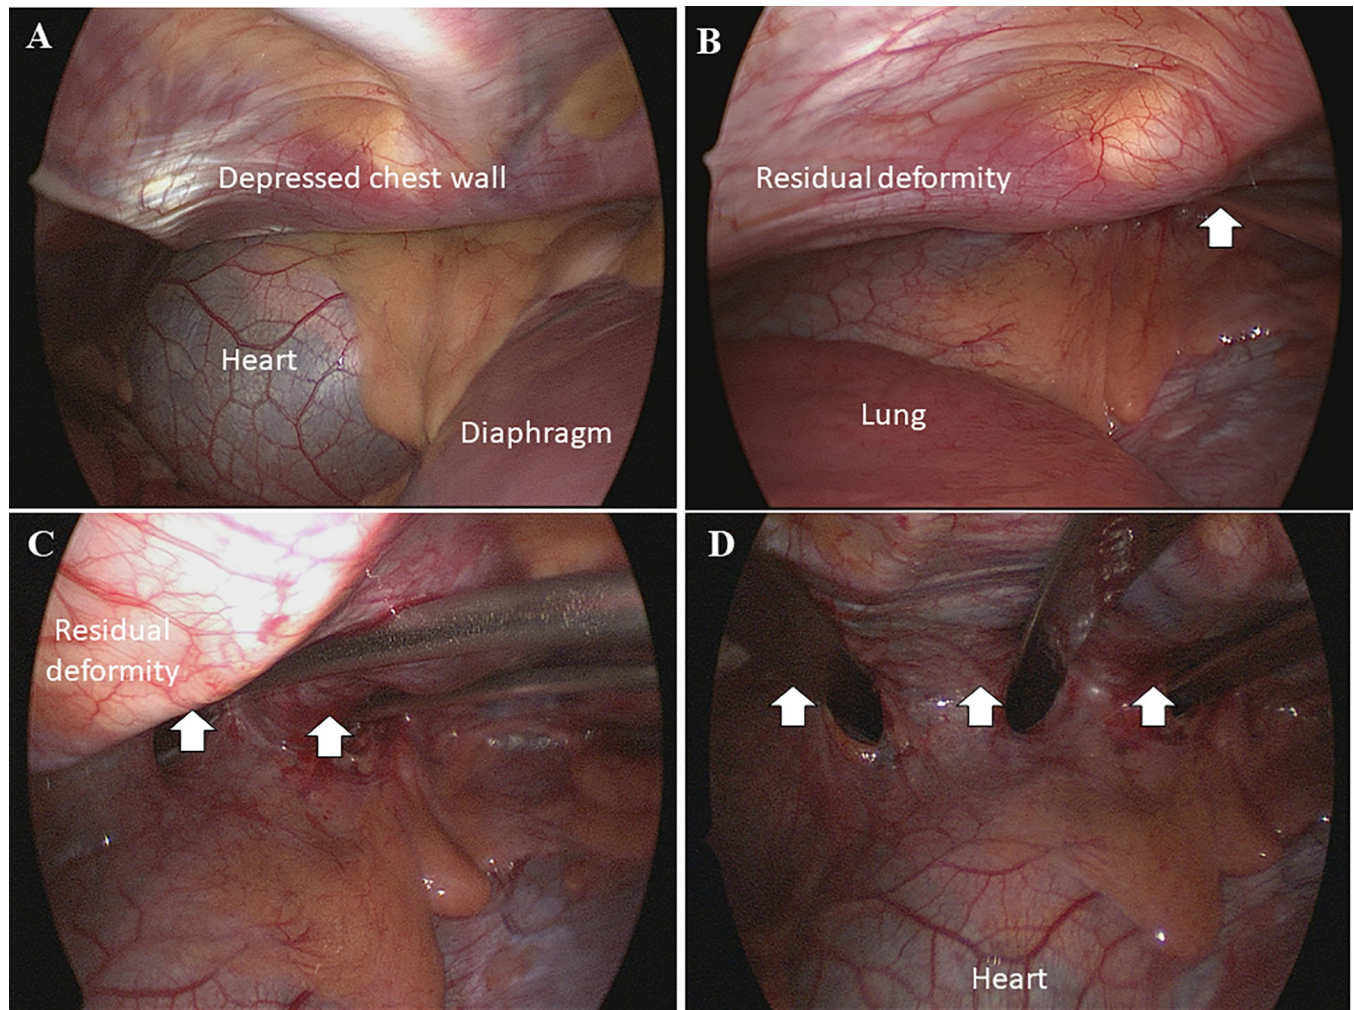 A
Depressed chest wall
Heart
Diaphragm
B
Residual deformity
Lung
C
Residual
deformity
D
Heart